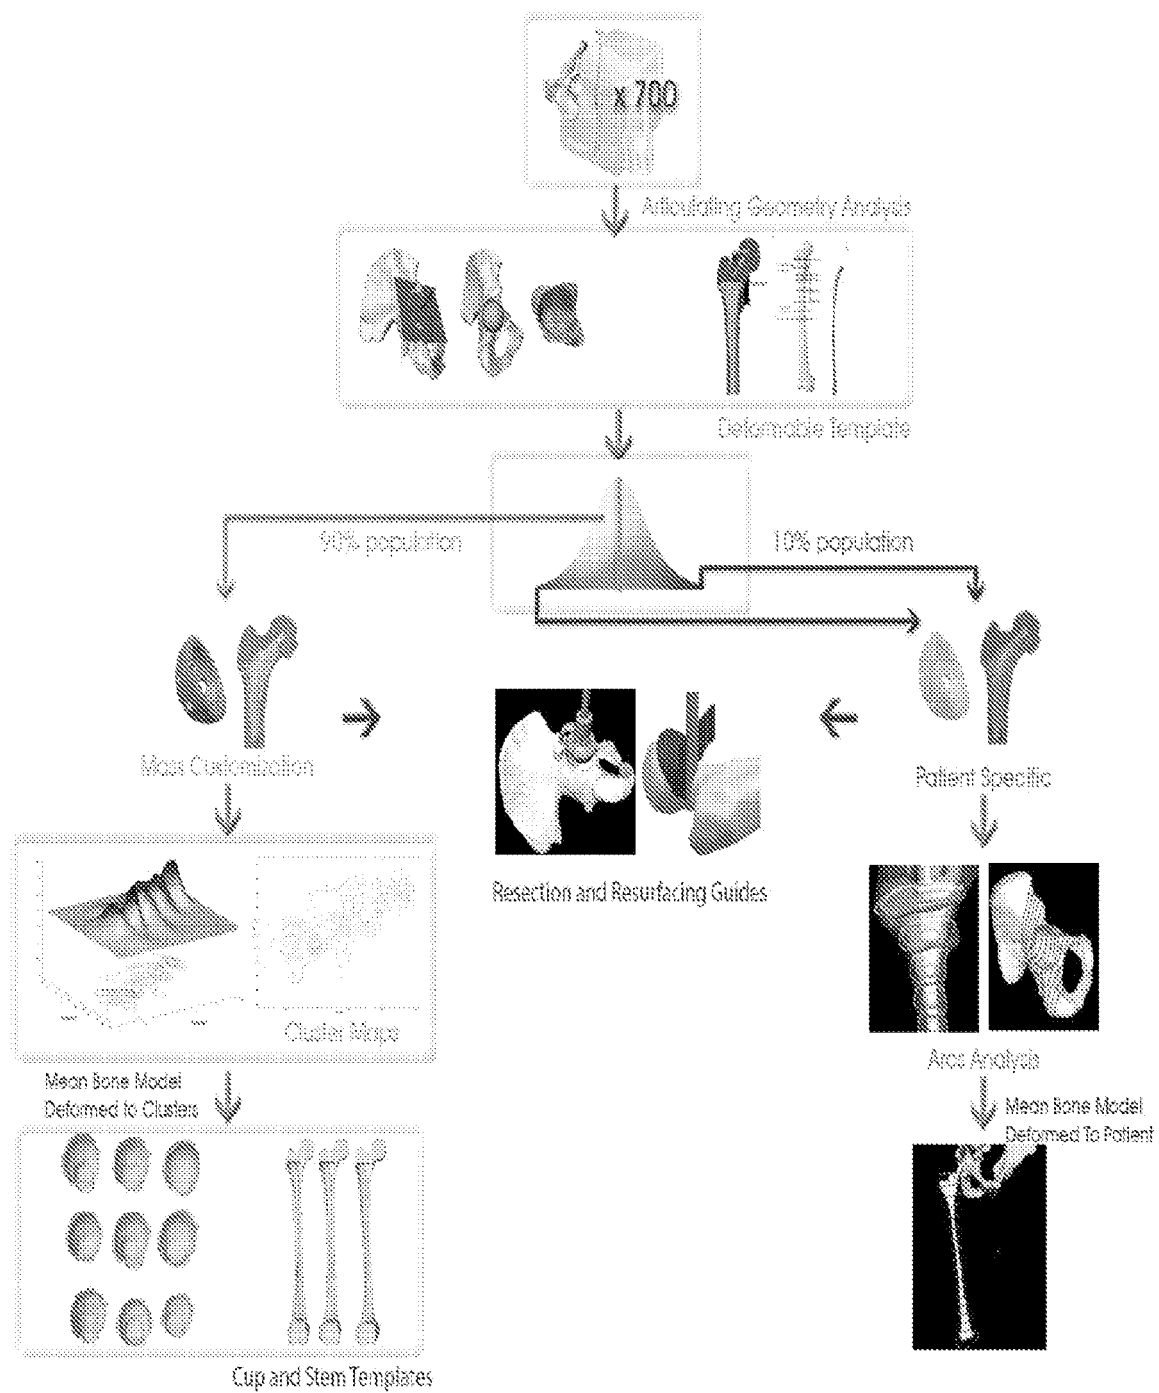 x 700
Articulating Geometry Analysis
Deformable Template
90% population
10% population
Mass Customization
Patient Specific
Resection and Resurfacing Guides
Cluster Maps
Arcs Analysis
Mean Bone Model
Deformed to Clusters
Mean Bone Model
Deformed To Patient
Cup and Stem Templates